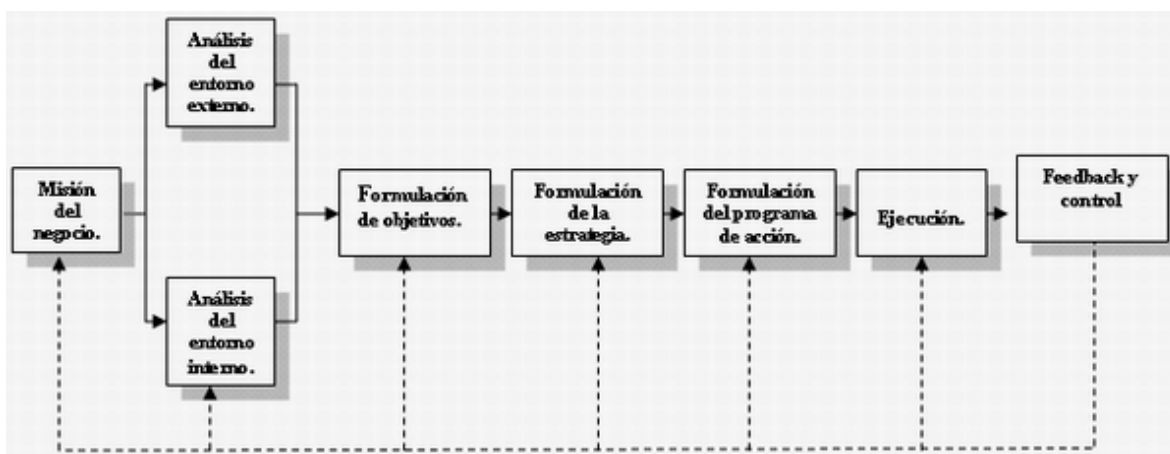 Misión
del
negocio.
Análisis
del
entorno
externo.
Análisis
del
entorno
interno.
Formulación
de objetivos.
Formulación
de la
estrategia.
Formulación
del programa
de acción.
Ejecución.
Feedback y
control